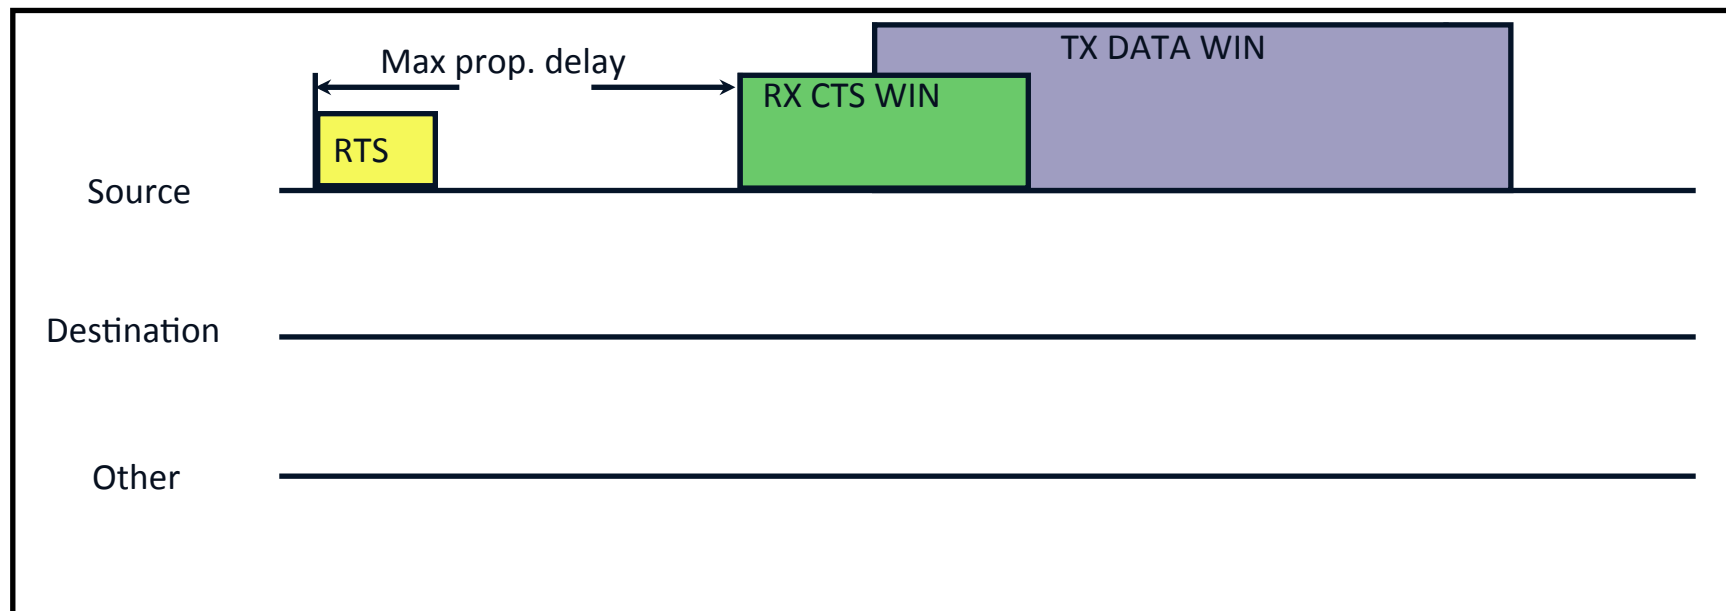 Max prop. delay
TX DATA WIN
RX CTS WIN
RTS
Source
Destination
Other